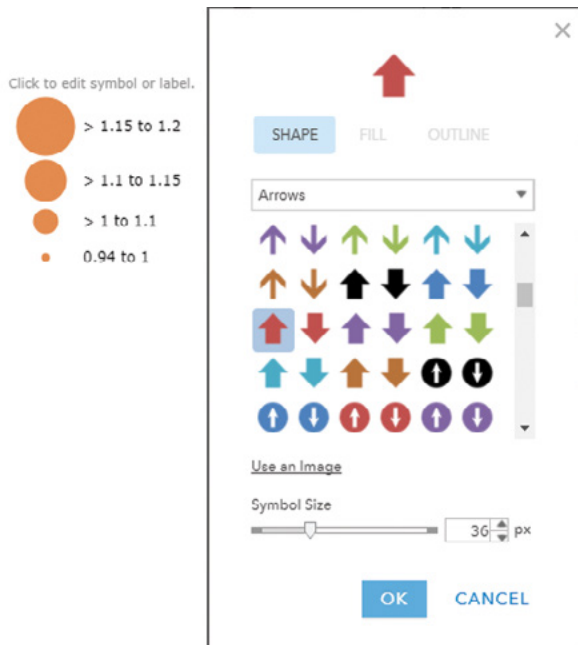 Click to edit symbol or label.
> 1.15 to 1.2
> 1.1 to 1.15
> 1 to 1.1
0.94 to 1
SHAPE FILL OUTLINE
Arrows
Use an Image
Symbol Size
36 px
OK CANCEL